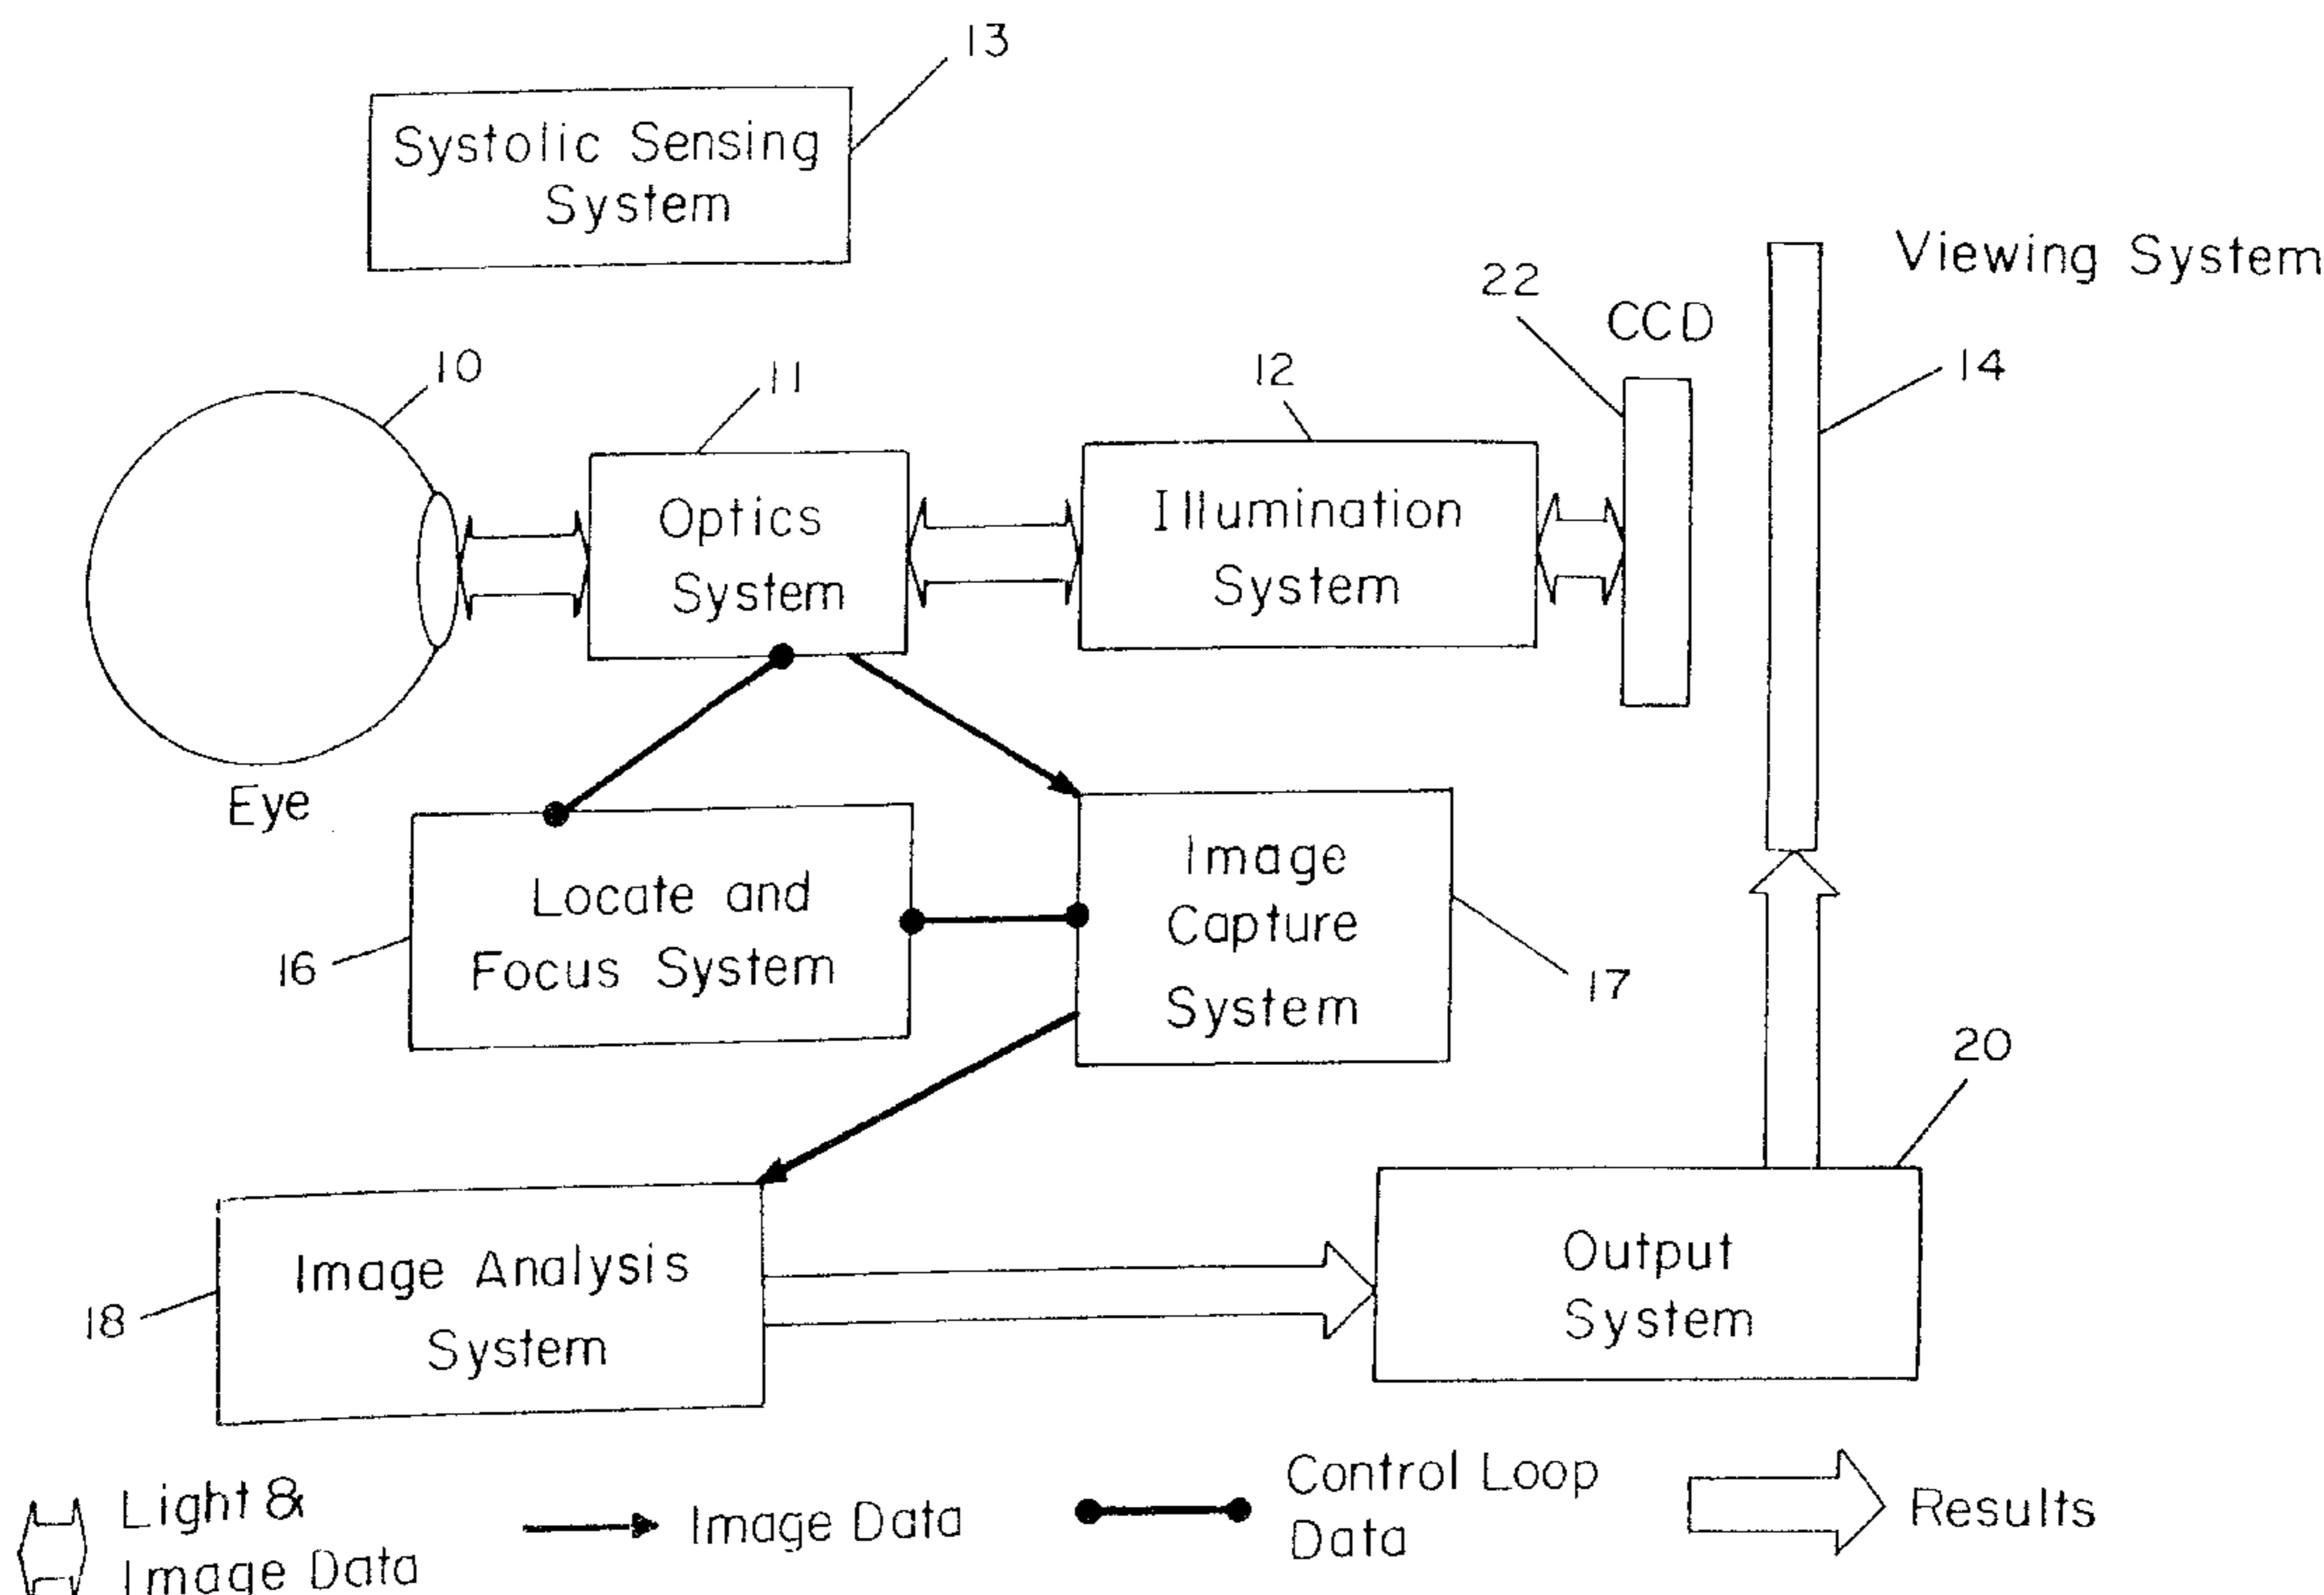 13
Systolic Sensing
System
Viewing System
22
CCD
10
11
12
14
Optics
System
Illumination
System
Eye
Image
Capture
System
Locate and
Focus System
16
17
20
Image Analysis
System
18
Output
System
Light &
Image Data
Image Data
Control Loop
Data
Results